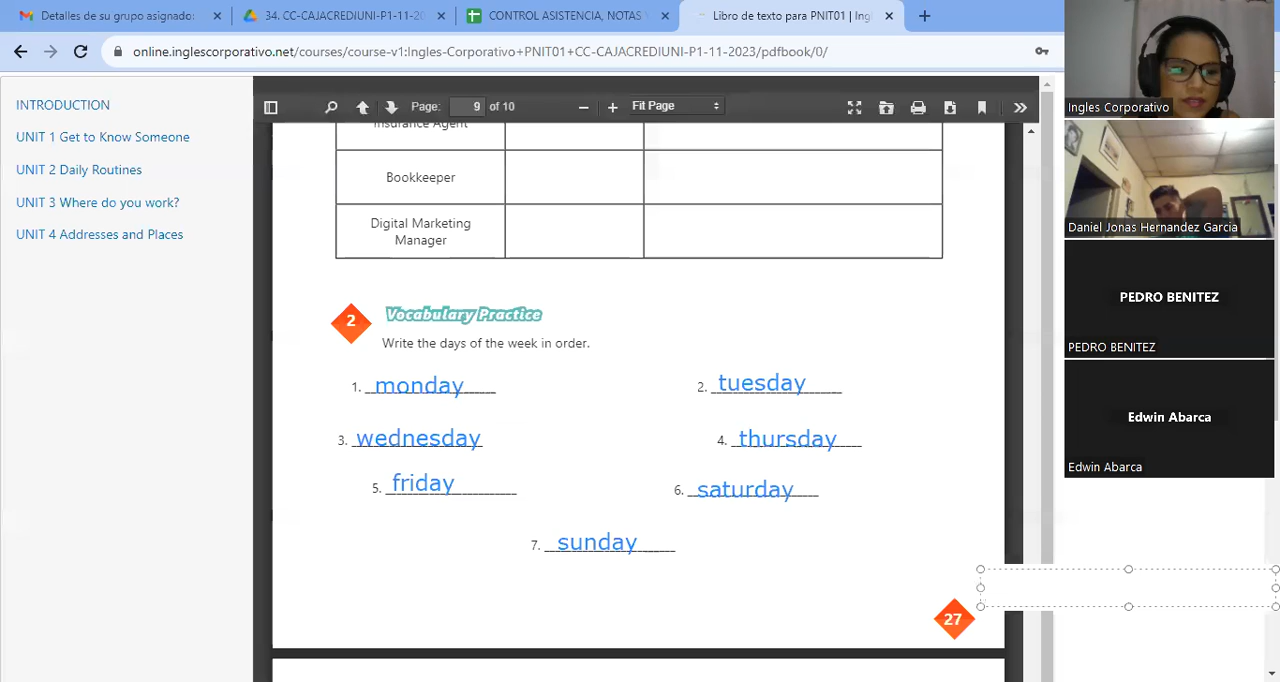 Detalles de su grupo asignado:
34. CC-CAJACREDIUNI-P1-11-20
CONTROL ASISTENCIA, NOTAS
Libro de texto para PNIT01 | Ing
online.inglescorporativo.net/courses/course-v1:Ingles-Corporativo+PNIT01+CC-CAJACREDIUNI-P1-11-2023/pdfbook/0/
INTRODUCTION
UNIT 1 Get to Know Someone
UNIT 2 Daily Routines
UNIT 3 Where do you work?
UNIT 4 Addresses and Places
Page: 9 of 10
Fit Page
Insurance Agent
Bookkeeper
Digital Marketing
Manager
2 Vocabulary Practice
Write the days of the week in order.
1. monday
2. tuesday
3. wednesday
4. thursday
5. friday
6. saturday
7. sunday
27
Ingles Corporativo
Daniel Jonas Hernandez Garcia
PEDRO BENITEZ
PEDRO BENITEZ
Edwin Abarca
Edwin Abarca